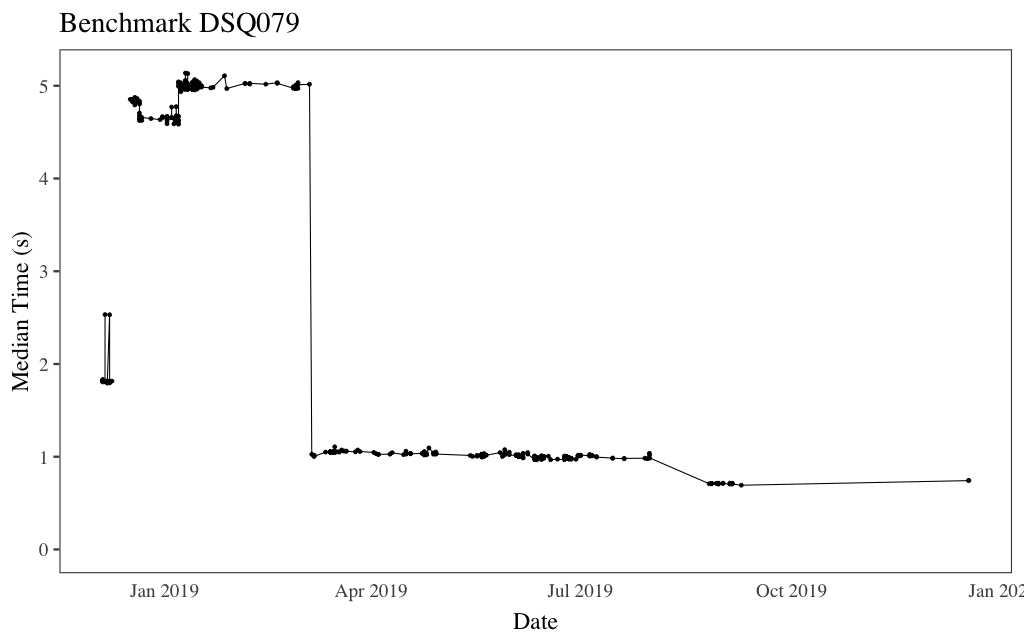 Benchmark DSQ079
Median Time (s)
5
4
3
2
1
0
Jan 2019
Apr 2019
Jul 2019
Oct 2019
Jan 202
Date